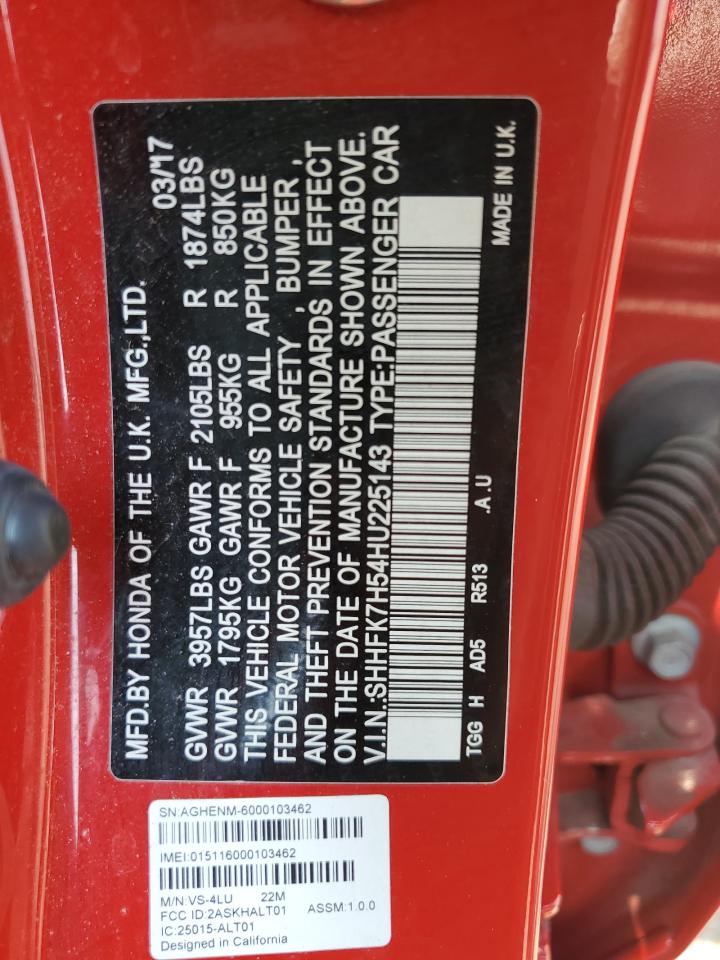 MFD.BY HONDA OF THE U.K. MFG.,LTD. 03/17
GVWR 3957LBS GAWR F 2105LBS R 1874LBS
GVWR 1795KG GAWR F 955KG R 850KG
THIS VEHICLE CONFORMS TO ALL APPLICABLE
FEDERAL MOTOR VEHICLE SAFETY , BUMPER ,
AND THEFT PREVENTION STANDARDS IN EFFECT
ON THE DATE OF MANUFACTURE SHOWN ABOVE.
V.I.N.:SHHFK7H54HU225143 TYPE:PASSENGER CAR
TGG H AD5 R513 .A.U MADE IN U.K.
SN:AGHENM-6000103462
IMEI:015116000103462
M/N:VS-4LU 22M
FCC ID:2ASKHALT01 ASSM:1.0.0
IC:25015-ALT01
Designed in California